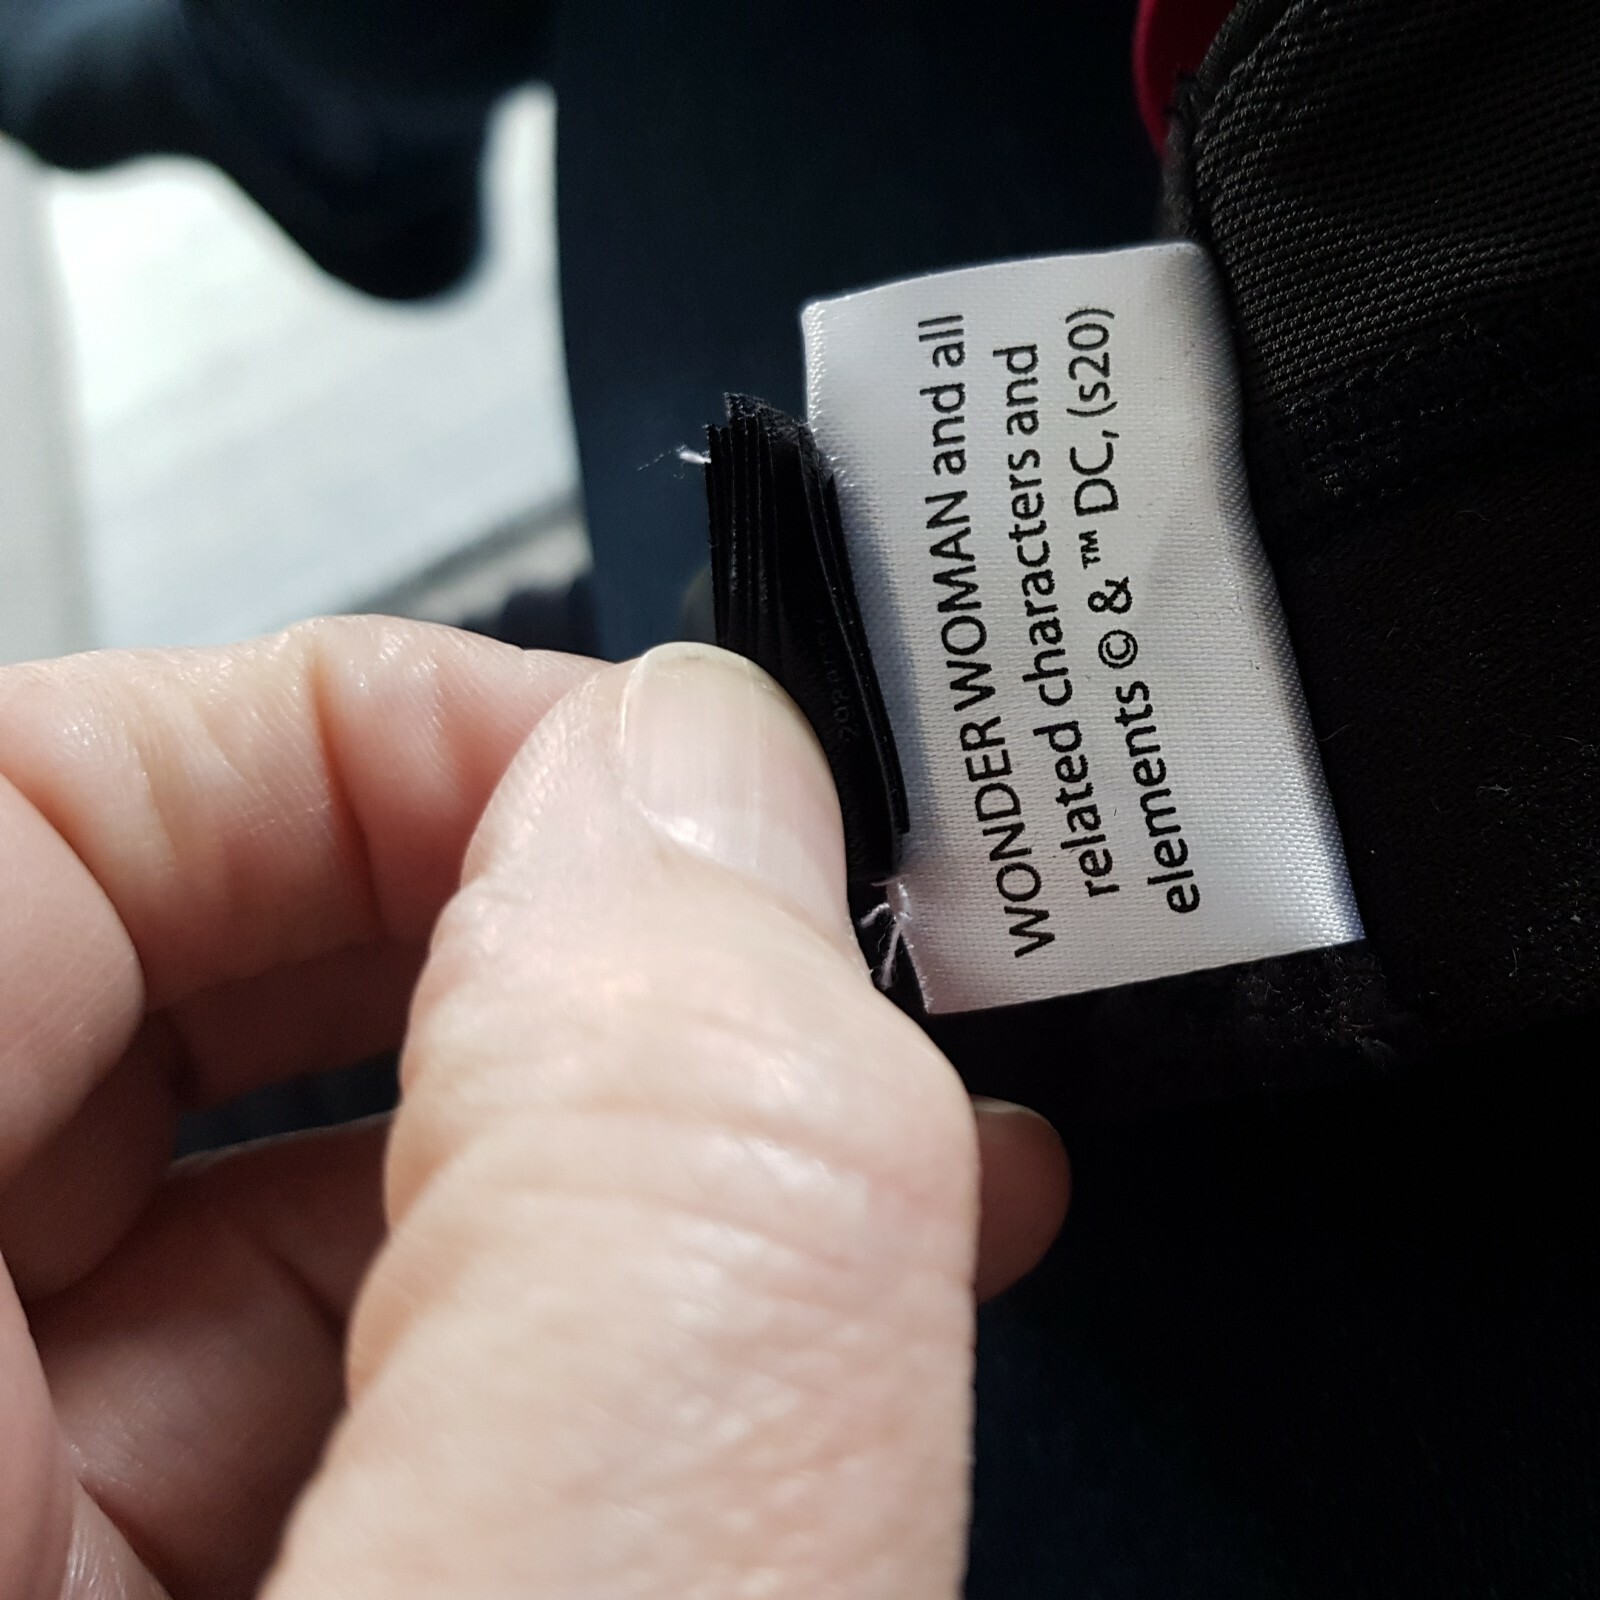 WONDER WOMAN and all
related characters and
elements © & ™ DC, (s20)